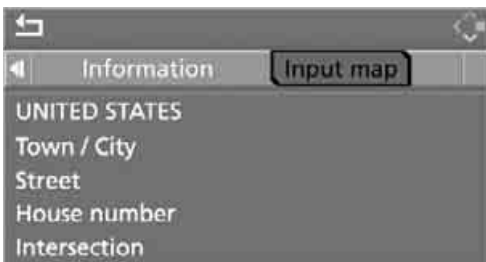 Information Input map
UNITED STATES
Town / City
Street
House number
Intersection